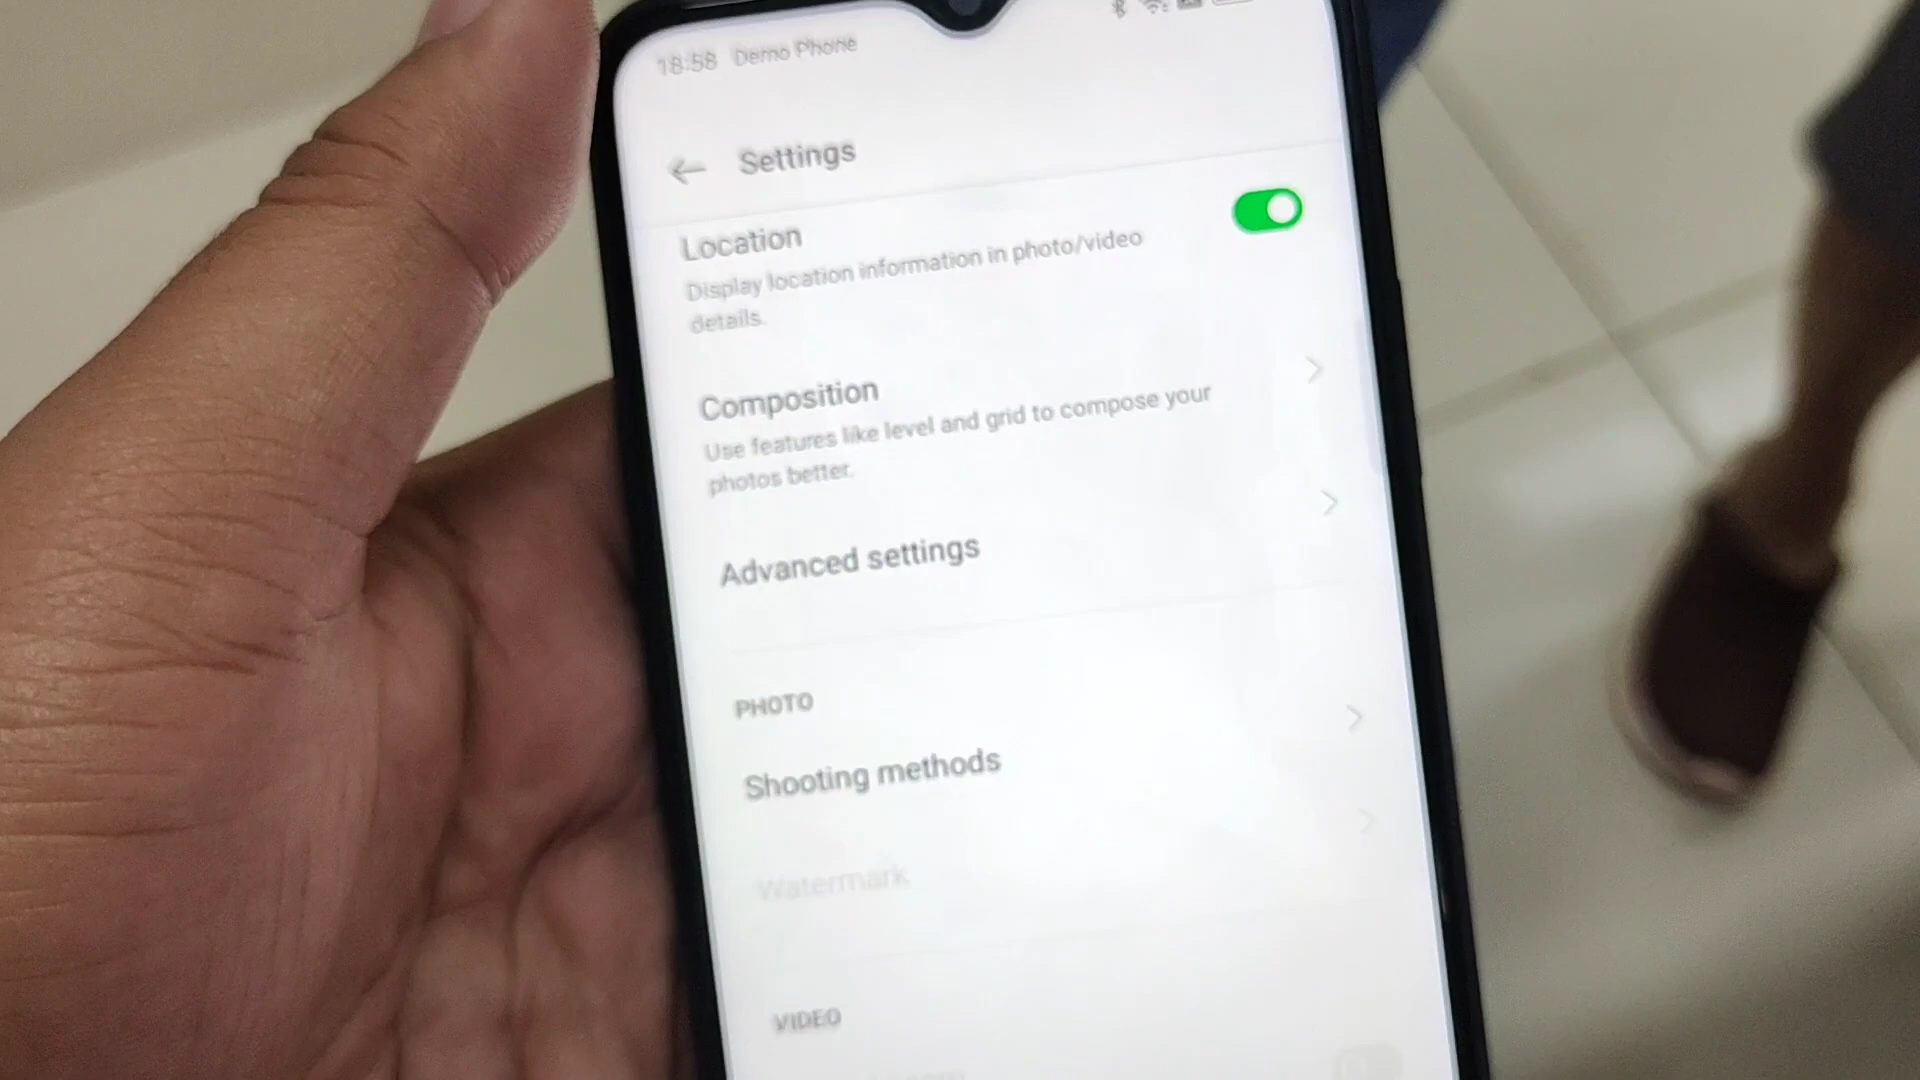 18:58 Demo Phone
Settings
Location
Display location information in photo/video
details.
Composition
Use features like level and grid to compose your
photos better.
Advanced settings
PHOTO
Shooting methods
Watermark
VIDEO